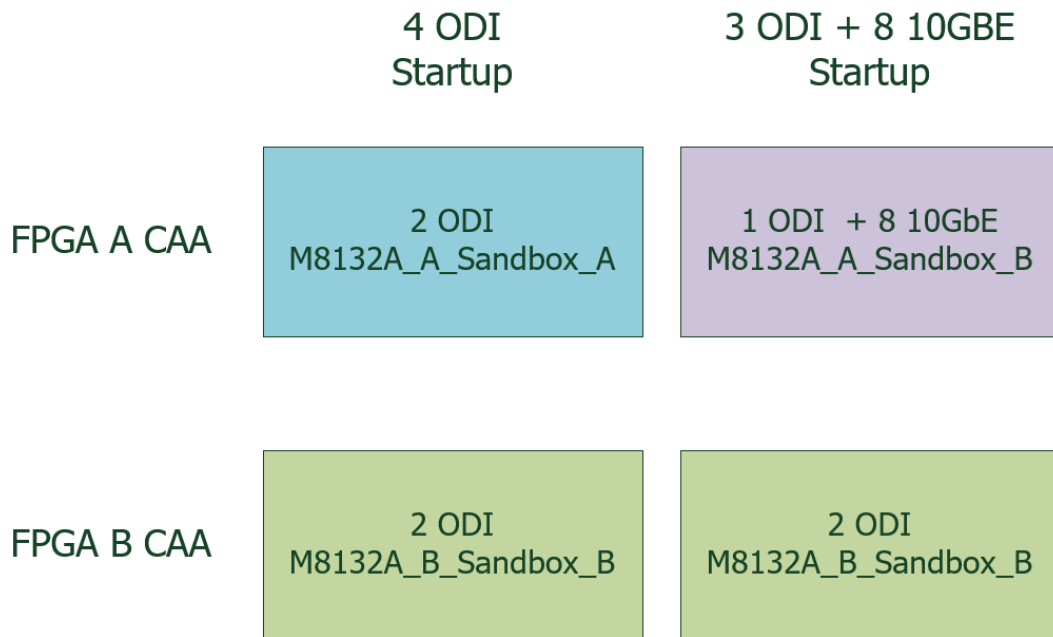 4 ODI
Startup
3 ODI + 8 10GBE
Startup
FPGA A CAA
2 ODI
M8132A_A_Sandbox_A
1 ODI + 8 10GbE
M8132A_A_Sandbox_B
FPGA B CAA
2 ODI
M8132A_B_Sandbox_B
2 ODI
M8132A_B_Sandbox_B